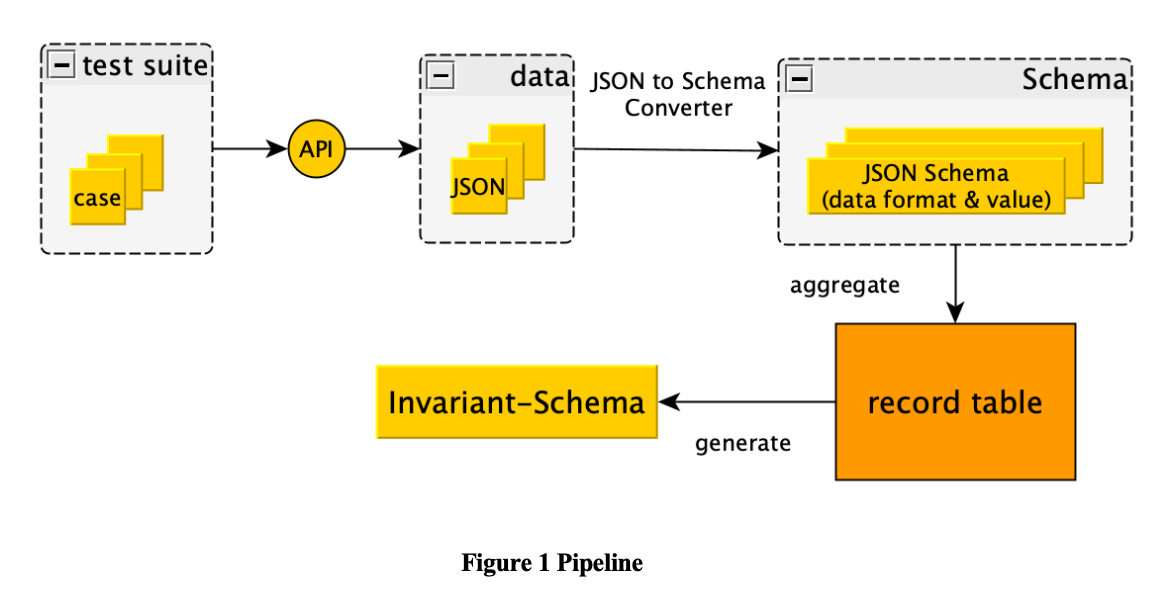 test suite
case
API
data
JSON
JSON to Schema
Converter
Schema
JSON Schema
(data format & value)
aggregate
record table
Invariant-Schema
generate
Figure 1 Pipeline